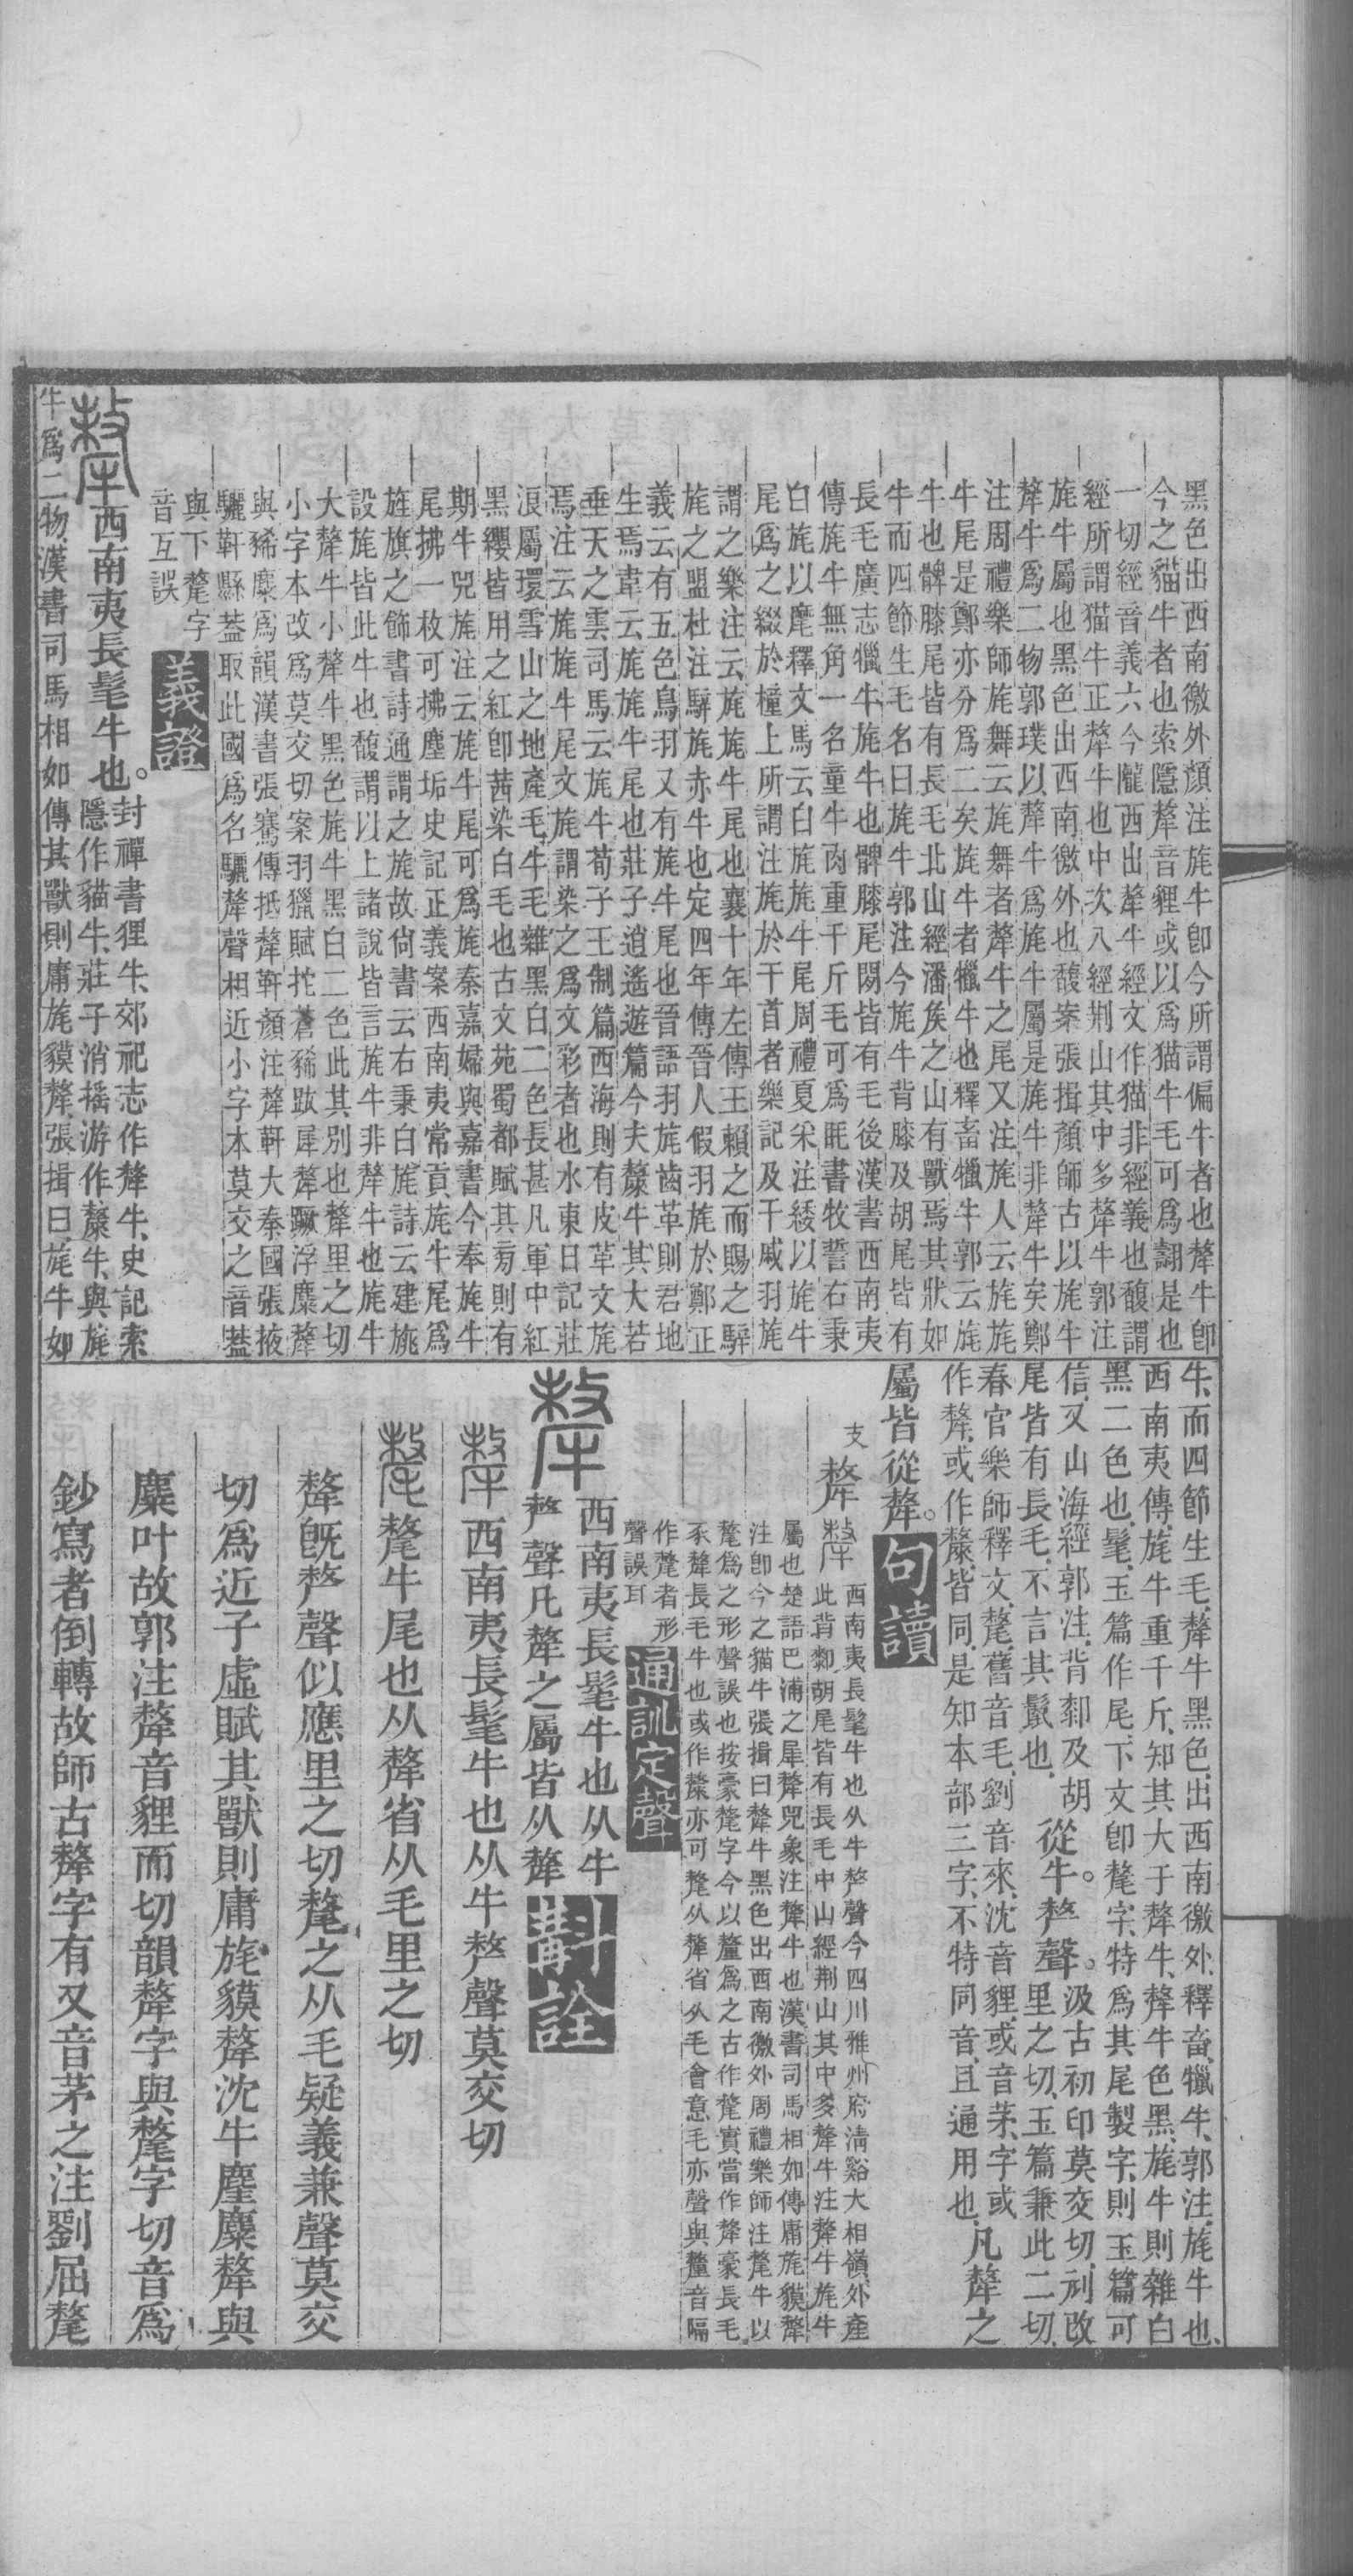 黑色出西南徼外顏注旄牛卽今所謂偏牛者也犛牛卽
今之貓牛者也索隱犛音貍或以爲猫牛毛可爲翿是也
一切經音義六今隴西出犛牛經文作猫非經義也馥謂
經所謂猫牛正犛牛也中次八經荆山其中多犛牛郭注
旄牛屬也黑色出西南徼外也馥案張揖顏師古以旄牛
犛牛爲二物郭璞以犛牛爲旄牛屬是旄牛非犛牛矣鄭
注周禮樂師旄舞云旄舞者犛牛之尾又注旄人云旄旄
牛尾是鄭亦分爲二矣旄牛者犣牛也釋畜犣牛郭云旄
牛也髀膝尾皆有長毛北山經潘矦之山有獸焉其狀如
牛而四節生毛名曰旄牛郭注今旄牛背膝及胡尾皆有
長毛廣志犣牛旄牛也髀膝尾閒皆有毛後漢書西南夷
傳旄牛無角一名童牛肉重千斤毛可爲毦書牧誓右秉
白旄以麾釋文馬云白旄旄牛尾周禮夏采注綏以旄牛
尾爲之綴於橦上所謂注旄於干首者樂記及干戚羽旄
謂之樂注云旄旄牛尾也襄十年左傳王賴之而賜之騂
旄之盟杜注騂旄赤牛也定四年傳晉人假羽旄於鄭正
義云有五色鳥羽又有旄牛尾也晉語羽旄齒革則君地
生焉韋云旄旄牛尾也莊子逍遙遊篇今夫斄牛其大若
垂天之雲司馬云旄牛荀子王制篇西海則有皮革文旄
焉注云旄旄牛尾文旄謂染之爲文彩者也水東日記莊
浪屬環雪山之地產毛牛毛雜黑白二色長甚凡軍中紅
黑纓皆用之紅卽茜染白毛也古文苑蜀都賦其旁則有
期牛兕旄注云旄牛尾可爲旄秦嘉婦與嘉書今奉旄牛
尾拂一枚可拂塵垢史記正義案西南夷常貢旄牛尾爲
旌旗之飾書詩通謂之旄故尙書云右秉白旄詩云建旄
設旄皆此牛也馥謂以上諸說皆言旄牛非犛牛也旄牛
大犛牛小犛牛黑色旄牛黑白二色此其別也犛里之切
小字本改爲莫交切案羽獵賦拕蒼豨跋犀犛蹶浮麋犛
與豨麋爲韻漢書張騫傳抵犛靬顏注犛靬大秦國張掖
驪靬縣葢取此國爲名驪犛聲相近小字本莫交之音葢
與下氂字
音互誤
義證
犛西南夷長髦牛也。封禪書狸牛、郊祀志作犛牛、史記索
隱作貓牛、莊子消搖游作斄牛、與旄
牛爲二物、漢書司馬相如傳其獸則庸旄貘犛、張揖曰、旄牛如
牛、而四節生毛、犛牛黑色、出西南徼外、釋畜、犣牛、郭注、旄牛也、
西南夷傳、旄牛重千斤、知其大于犛牛、犛牛色黑、旄牛則雜白
黑二色也、髦、玉篇作尾、下文卽氂字、特爲其尾製字、則玉篇可
信、又山海經郭注、背膝及胡
尾皆有長毛、不言其鬣也、從牛。𠩺聲。汲古初印莫交切、刓改
里之切、玉篇兼此二切、
春官樂師釋文、氂、舊音毛、劉音來、沈音貍、或音茅、字或
作犛、或作斄、皆同、是知本部三字、不特同音、且通用也、凡犛之
屬皆從犛。
句讀
支
犛
犛 西南夷長髦牛也从牛𠩺聲今四川雅州府淸谿大相嶺外產
此背膝胡尾皆有長毛中山經荆山其中多犛牛注犛牛旄牛
屬也楚語巴浦之犀犛兕象注犛牛也漢書司馬相如傳庸旄貘犛
注卽今之貓牛張揖曰犛牛黑色出西南徼外周禮樂師注氂牛以
氂爲之形聲誤也按豪氂字今以釐爲之古作氂實當作犛豪長毛
豕犛長毛牛也或作斄亦可氂从犛省从毛會意毛亦聲與釐音隔
作氂者形
聲誤耳
通訓定聲
犛西南夷長髦牛也从牛
𠩺聲凡犛之屬皆从犛
斠詮
犛西南夷長髦牛也从牛𠩺聲莫交切
氂氂牛尾也从犛省从毛里之切
犛旣𠩺聲似應里之切氂之从毛疑義兼聲莫交
切爲近子虛賦其獸則庸旄貘犛沈牛麈麋犛與
麋叶故郭注犛音貍而切韻犛字與氂字切音爲
鈔寫者倒轉故師古犛字有又音茅之注劉屈氂